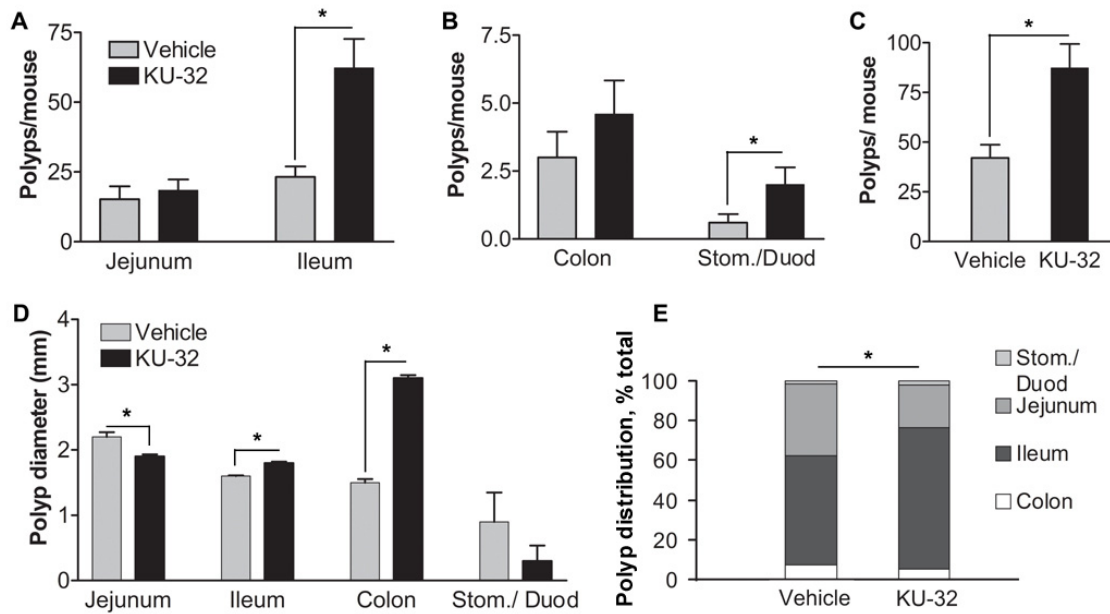 A
Polyps/mouse
75
50
25
0
Vehicle
KU-32
*
Jejunum
Ileum
B
Polyps/mouse
7.5
5.0
2.5
0.0
*
Colon
Stom./Duod
C
Polyps/ mouse
100
75
50
25
0
*
Vehicle
KU-32
D
Polyp diameter (mm)
4
3
2
1
0
Vehicle
KU-32
*
*
*
Jejunum
Ileum
Colon
Stom./ Duod
E
Polyp distribution, % total
100
80
60
40
20
0
*
Vehicle
KU-32
Stom./
Duod
Jejunum
Ileum
Colon